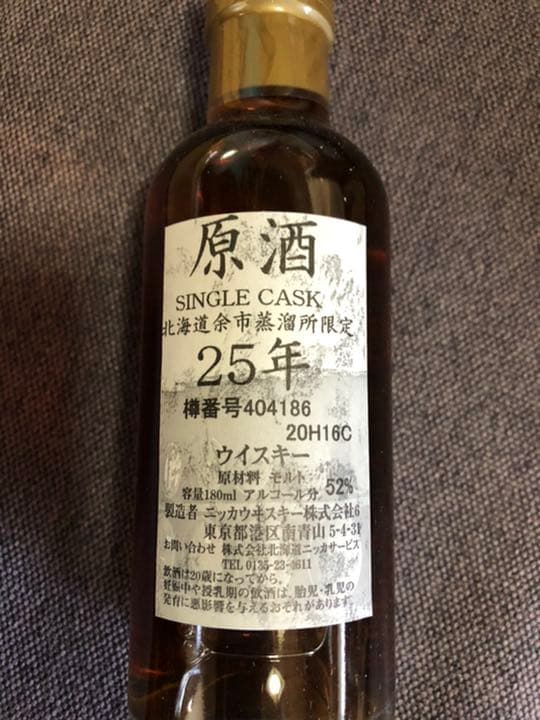 原酒
SINGLE CASK
北海道余市蒸溜所限定
25年
樽番号404186
20H16C
ウイスキー
原材料 モルト
容量180ml アルコール分 52%
製造者 ニッカウヰスキー株式会社6
東京都港区南青山5-4-31
お問い合わせ 株式会社北海道ニッカサービス
TEL 0135-23-4611
飲酒は20歳になってから。
妊娠中や授乳期の飲酒は、胎児・乳児の
発育に悪影響を与えるおそれがあります。